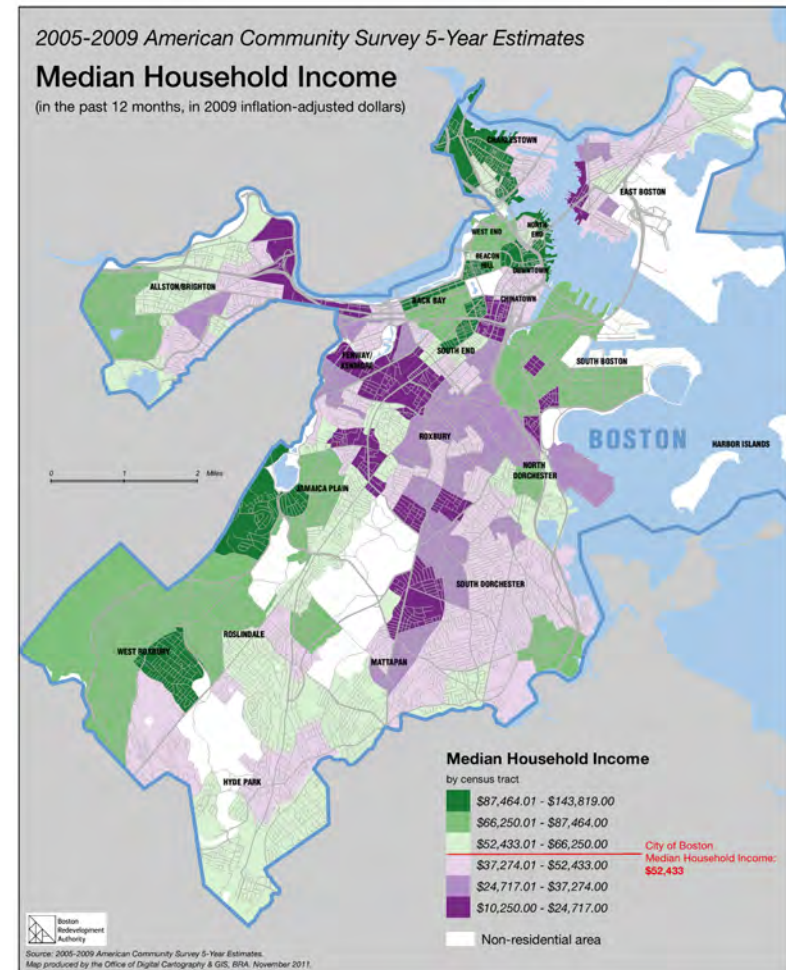 2005-2009 American Community Survey 5-Year Estimates
Median Household Income
(in the past 12 months, in 2009 inflation-adjusted dollars)
CHARLESTOWN
EAST BOSTON
WEST END
NORTH
END
BEACON
HILL
DOWNTOWN
ALLSTON/BRIGHTON
BACK BAY
CHINATOWN
SOUTH END
FENWAY/
KENMORE
SOUTH BOSTON
ROXBURY
BOSTON
HARBOR ISLANDS
0 1 2 Miles
NORTH
DORCHESTER
JAMAICA PLAIN
SOUTH DORCHESTER
ROSLINDALE
WEST ROXBURY
MATTAPAN
HYDE PARK
Median Household Income
by census tract
$87,464.01 - $143,819.00
$66,250.01 - $87,464.00
$52,433.01 - $66,250.00
$37,274.01 - $52,433.00
$24,717.01 - $37,274.00
$10,250.00 - $24,717.00
Non-residential area
City of Boston
Median Household Income:
$52,433
Boston
Redevelopment
Authority
Source: 2005-2009 American Community Survey 5-Year Estimates.
Map produced by the Office of Digital Cartography & GIS, BRA. November 2011.